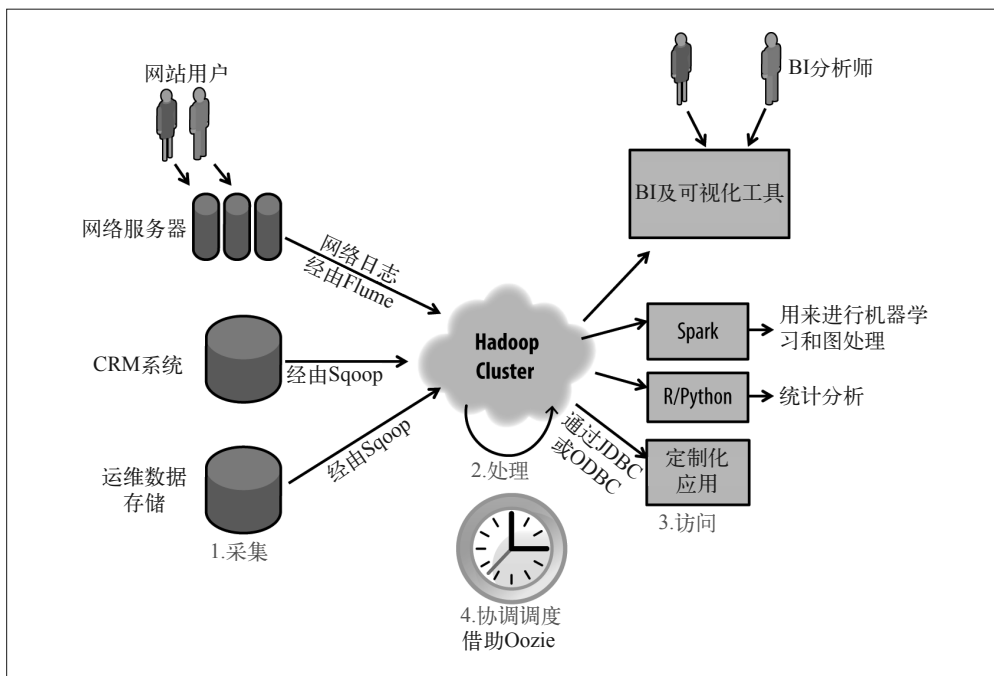 网站用户
BI分析师
BI及可视化工具
网络服务器
网络日志
经由Flume
Hadoop
Cluster
Spark
用来进行机器学
习和图处理
CRM系统
经由Sqoop
R/Python
统计分析
运维数据
存储
经由Sqoop
通过JDBC
或ODBC
定制化
应用
1.采集
2.处理
3.访问
4.协调调度
借助Oozie